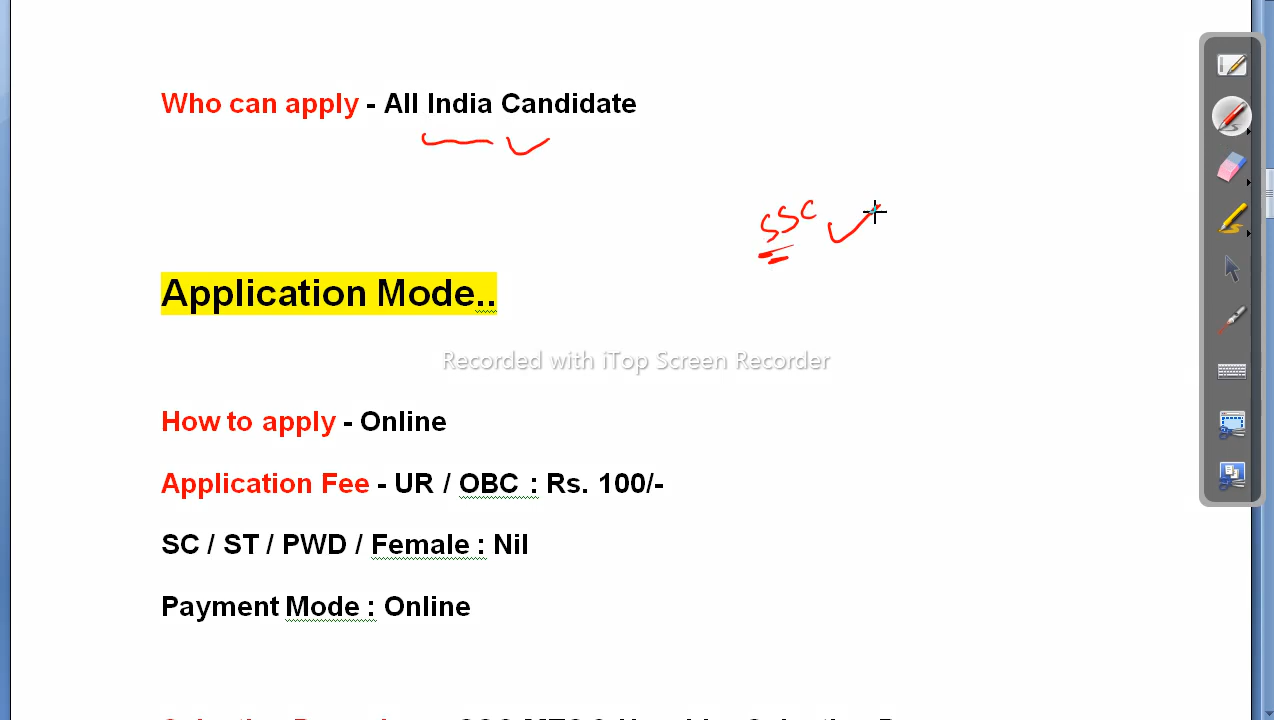 Who can apply - All India Candidate
SSC
Application Mode..
Recorded with iTop Screen Recorder
How to apply - Online
Application Fee - UR / OBC : Rs. 100/-
SC / ST / PWD / Female : Nil
Payment Mode : Online